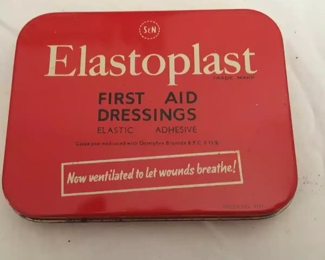 S&N
Elastoplast
TRADE MARK
FIRST AID
DRESSINGS
ELASTIC ADHESIVE
Now ventilated to let wounds breathe!